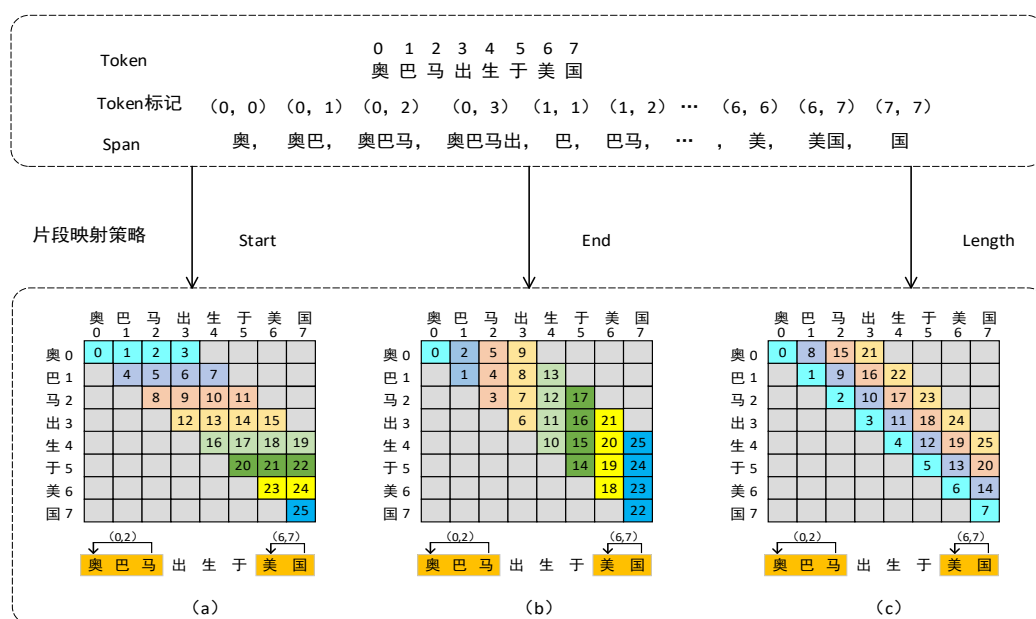 0 1 2 3 4 5 6 7
Token
奥 巴 马 出 生 于 美 国
Token标记 (0, 0) (0, 1) (0, 2) (0, 3) (1, 1) (1, 2) … (6, 6) (6, 7) (7, 7)
Span 奥, 奥巴, 奥巴马, 奥巴马出, 巴, 巴马, … , 美, 美国, 国
片段映射策略
Start
End
Length
奥 巴 马 出 生 于 美 国
0 1 2 3 4 5 6 7
奥 0 0 1 2 3
巴 1 4 5 6 7
马 2 8 9 10 11
出 3 12 13 14 15
生 4 16 17 18 19
于 5 20 21 22
美 6 23 24
国 7 25
(0,2) (6,7)
奥 巴 马 出 生 于 美 国
(a)
奥 巴 马 出 生 于 美 国
0 1 2 3 4 5 6 7
奥 0 0 2 5 9
巴 1 1 4 8 13
马 2 3 7 12 17
出 3 6 11 16 21
生 4 10 15 20 25
于 5 14 19 24
美 6 18 23
国 7 22
(0,2) (6,7)
奥 巴 马 出 生 于 美 国
(b)
奥 巴 马 出 生 于 美 国
0 1 2 3 4 5 6 7
奥 0 0 8 15 21
巴 1 1 9 16 22
马 2 2 10 17 23
出 3 3 11 18 24
生 4 4 12 19 25
于 5 5 13 20
美 6 6 14
国 7 7
(0,2) (6,7)
奥 巴 马 出 生 于 美 国
(c)